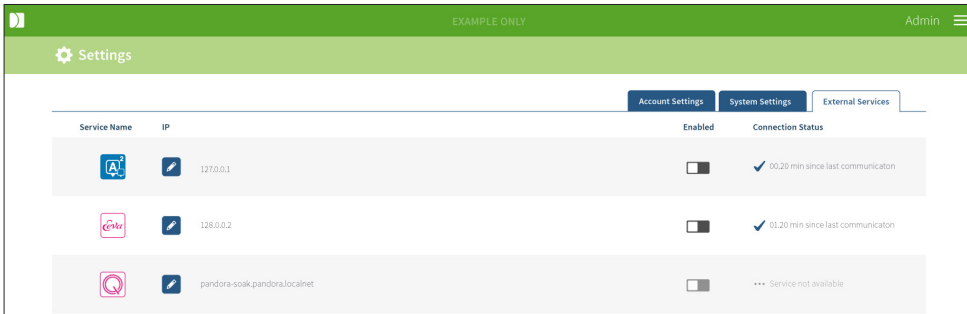 EXAMPLE ONLY
Admin
Settings
Account Settings System Settings External Services
Service Name IP Enabled Connection Status
A 2 127.0.0.1 00.20 min since last communicaton
eeva 128.0.0.2 01.20 min since last communicaton
Q pandora-soak.pandora.localnet ••• Service not available